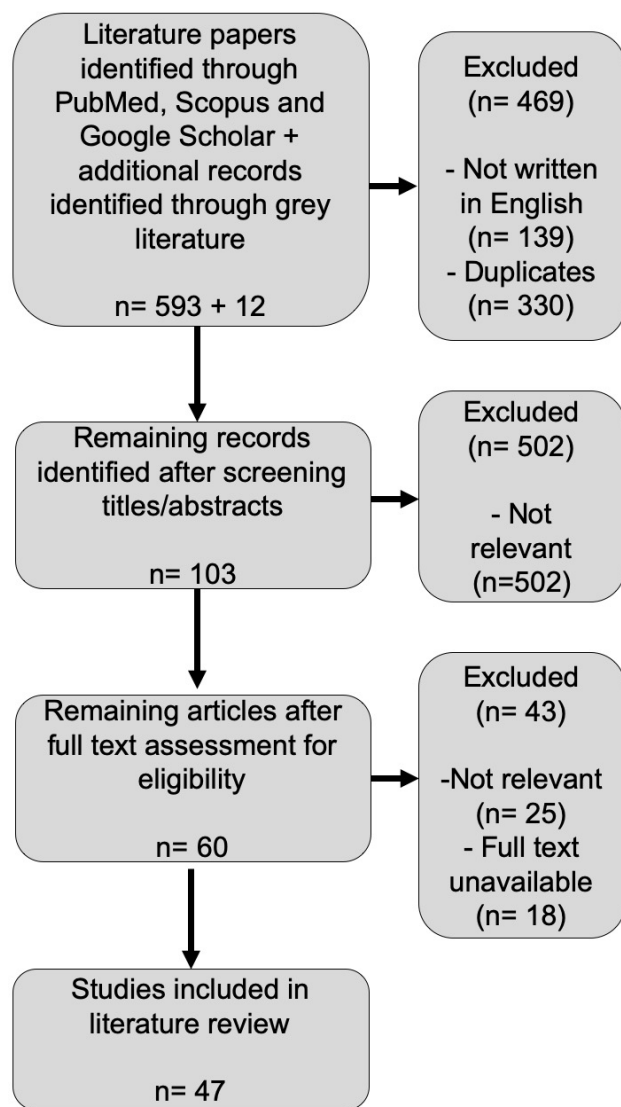 Literature papers
identified through
PubMed, Scopus and
Google Scholar +
additional records
identified through grey
literature
n= 593 + 12
Excluded
(n= 469)
- Not written
in English
(n= 139)
- Duplicates
(n= 330)
Remaining records
identified after screening
titles/abstracts
n= 103
Excluded
(n= 502)
- Not
relevant
(n=502)
Remaining articles after
full text assessment for
eligibility
n= 60
Excluded
(n= 43)
-Not relevant
(n= 25)
- Full text
unavailable
(n= 18)
Studies included in
literature review
n= 47